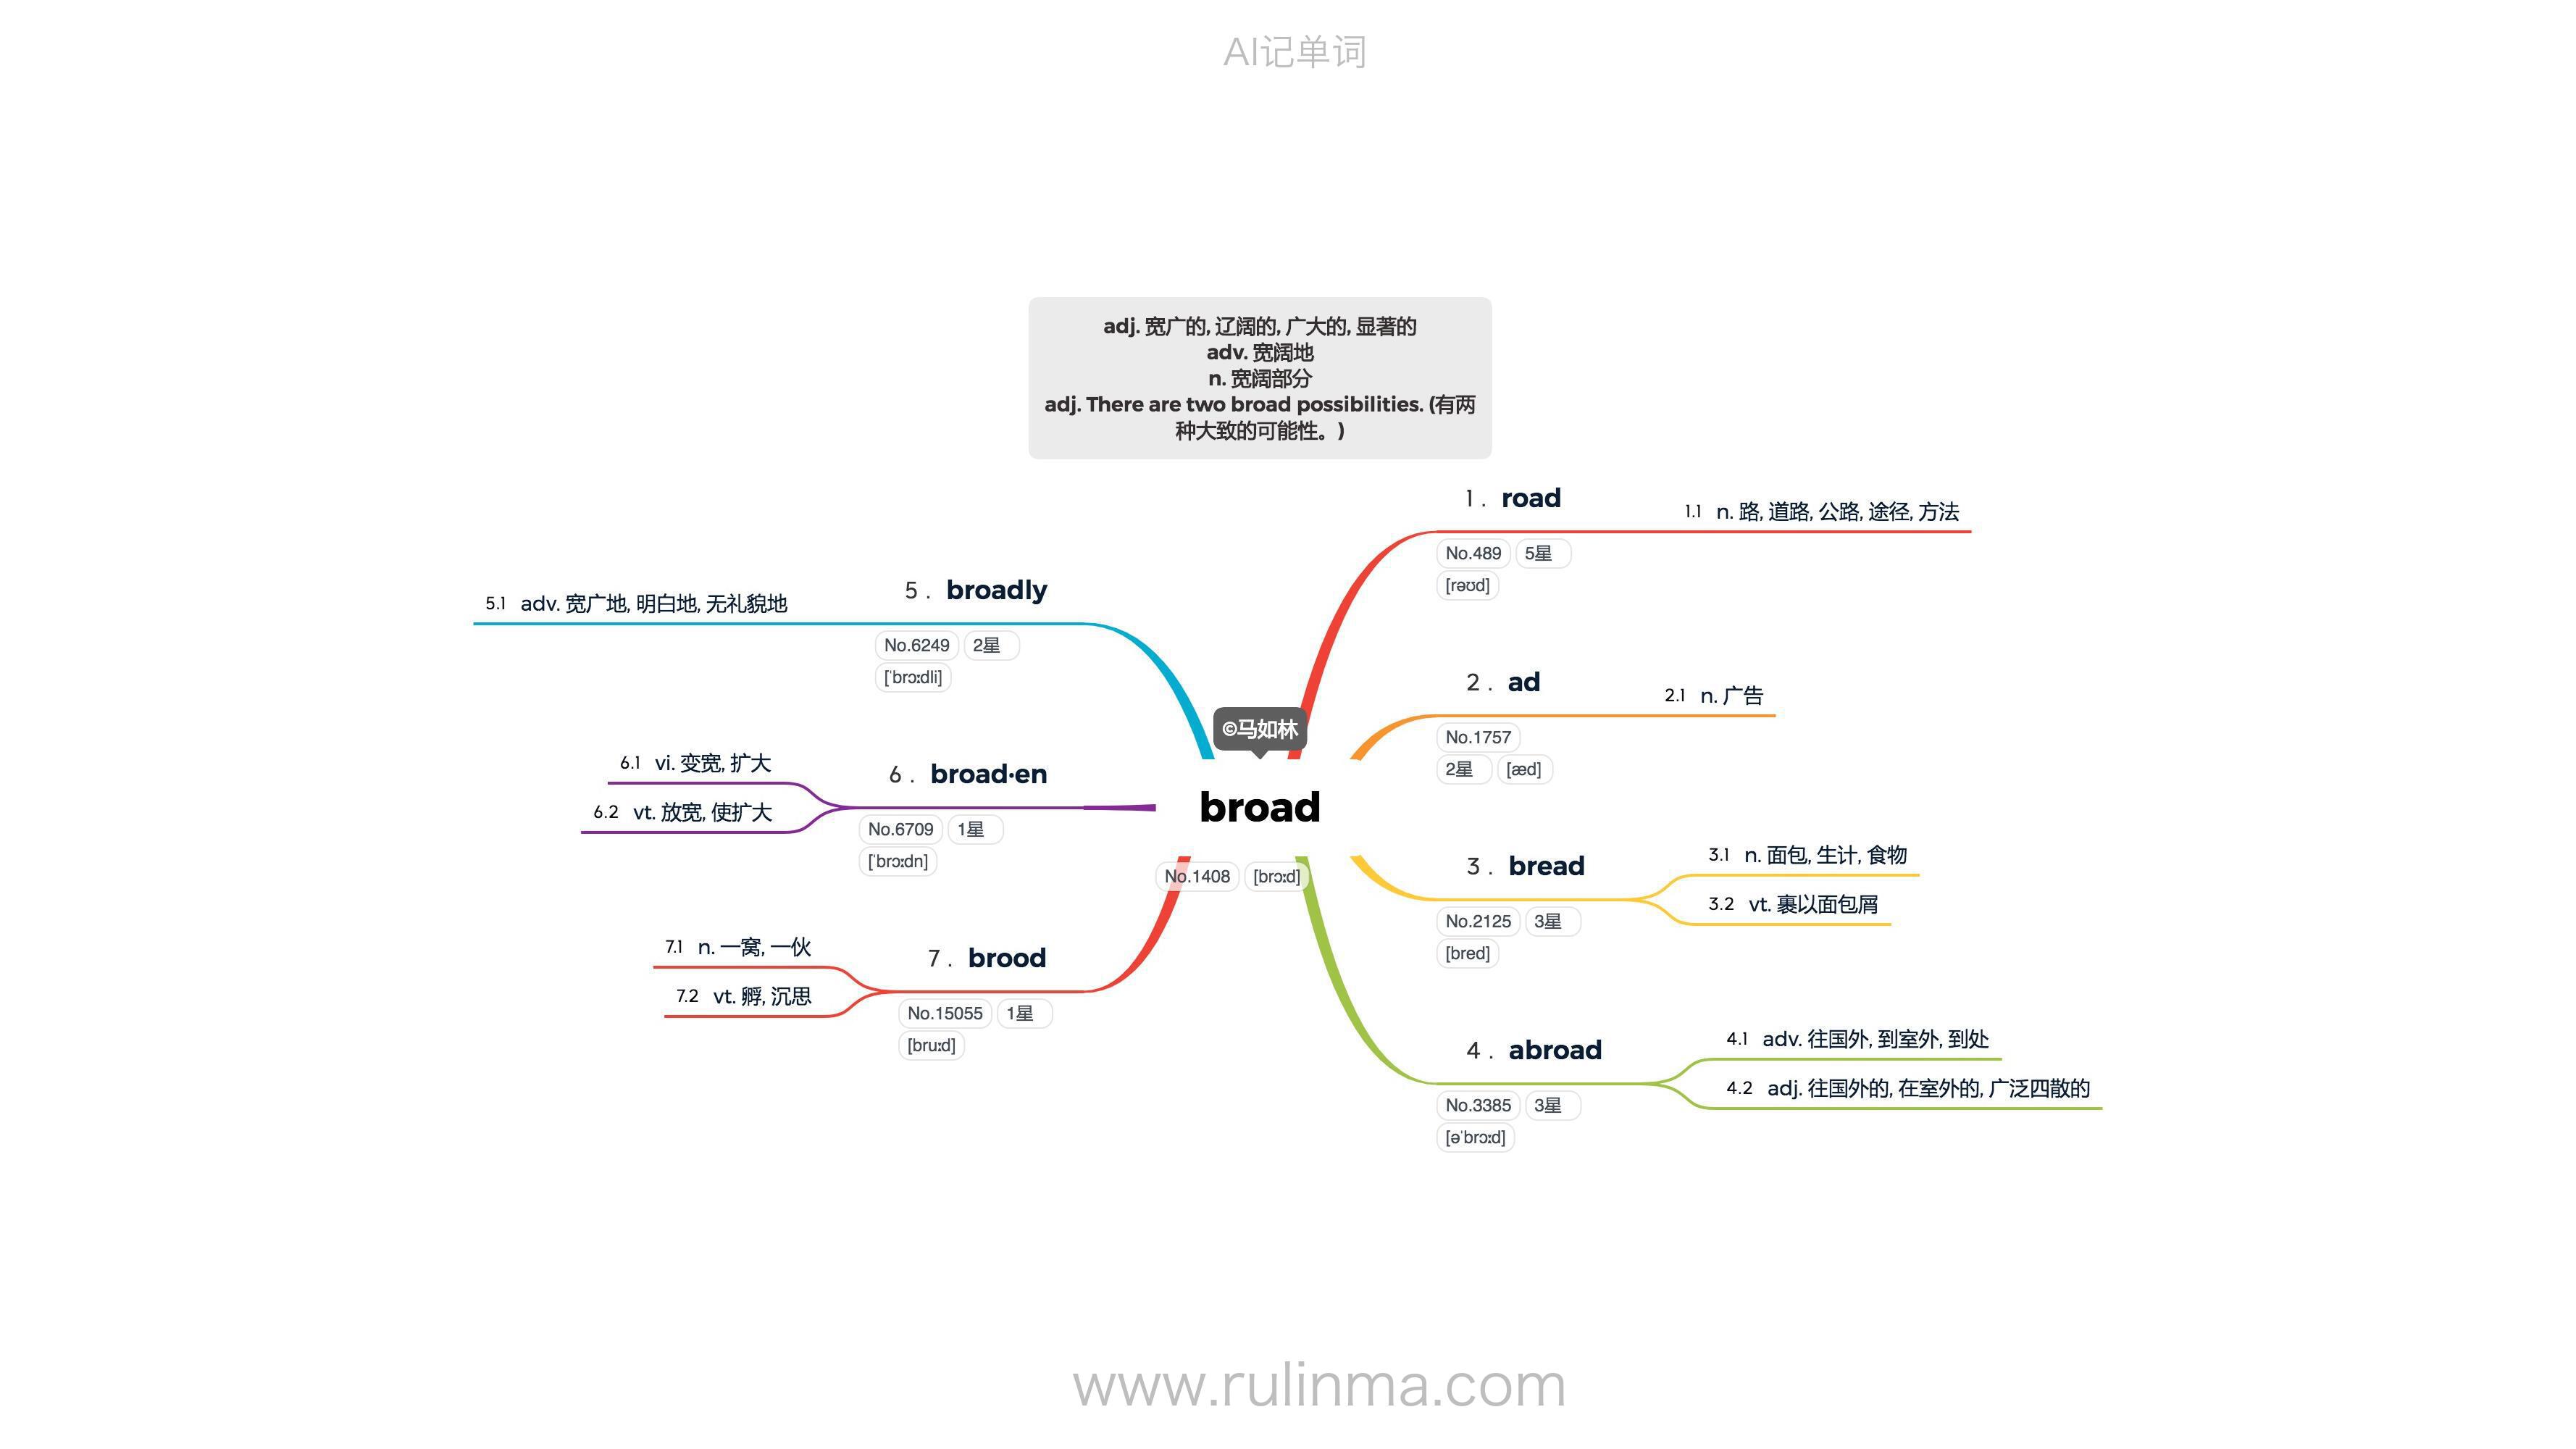 AI记单词
adj. 宽广的, 辽阔的, 广大的, 显著的
adv. 宽阔地
n. 宽阔部分
adj. There are two broad possibilities. (有两
种大致的可能性。)
©马如林
broad
No.1408 [brɔːd]
1 . road
No.489 5星
[rəʊd]
1.1 n. 路, 道路, 公路, 途径, 方法
2 . ad
No.1757
2星 [æd]
2.1 n. 广告
3 . bread
No.2125 3星
[bred]
3.1 n. 面包, 生计, 食物
3.2 vt. 裹以面包屑
4 . abroad
No.3385 3星
[əˈbrɔːd]
4.1 adv. 往国外, 到室外, 到处
4.2 adj. 往国外的, 在室外的, 广泛四散的
5 . broadly
No.6249 2星
[ˈbrɔːdli]
5.1 adv. 宽广地, 明白地, 无礼貌地
6 . broad·en
No.6709 1星
[ˈbrɔːdn]
6.1 vi. 变宽, 扩大
6.2 vt. 放宽, 使扩大
7 . brood
No.15055 1星
[bruːd]
7.1 n. 一窝, 一伙
7.2 vt. 孵, 沉思
www.rulinma.com